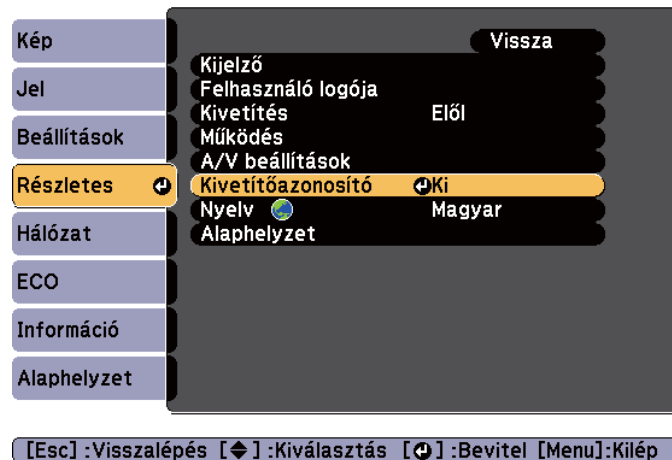 Kép
Jel
Beállítások
Részletes
Hálózat
ECO
Információ
Alaphelyzet
Vissza
Kijelző
Felhasználó logója
Kivetítés Elől
Működés
A/V beállítások
Kivetítőazonosító Ki
Nyelv Magyar
Alaphelyzet
[Esc] :Visszalépés [◆] :Kiválasztás [⏎] :Bevitel [Menu]:Kilép